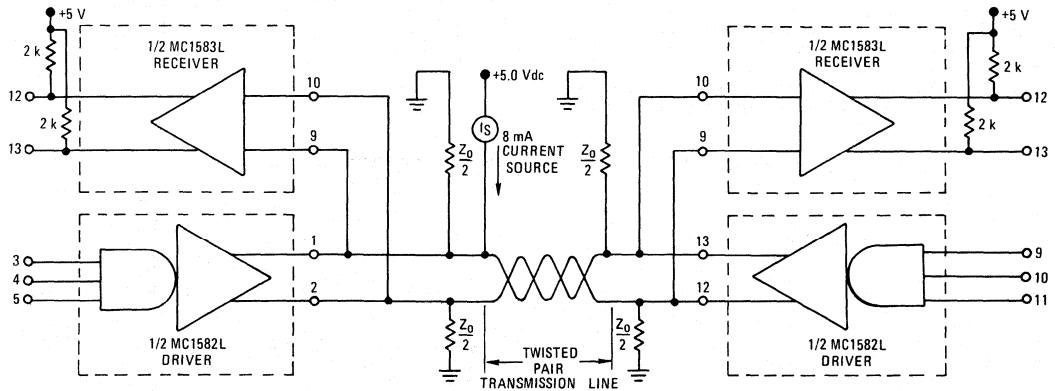 +5 V
+5 V
1/2 MC1583L
RECEIVER
1/2 MC1583L
RECEIVER
2 k
2 k
+5.0 Vdc
10
10
12
12
2 k
2 k
IS
8 mA
CURRENT
SOURCE
9
9
13
13
Z0
2
Z0
2
1
13
3
4
5
9
10
11
2
12
Z0
2
Z0
2
1/2 MC1582L
DRIVER
1/2 MC1582L
DRIVER
TWISTED
PAIR
TRANSMISSION LINE